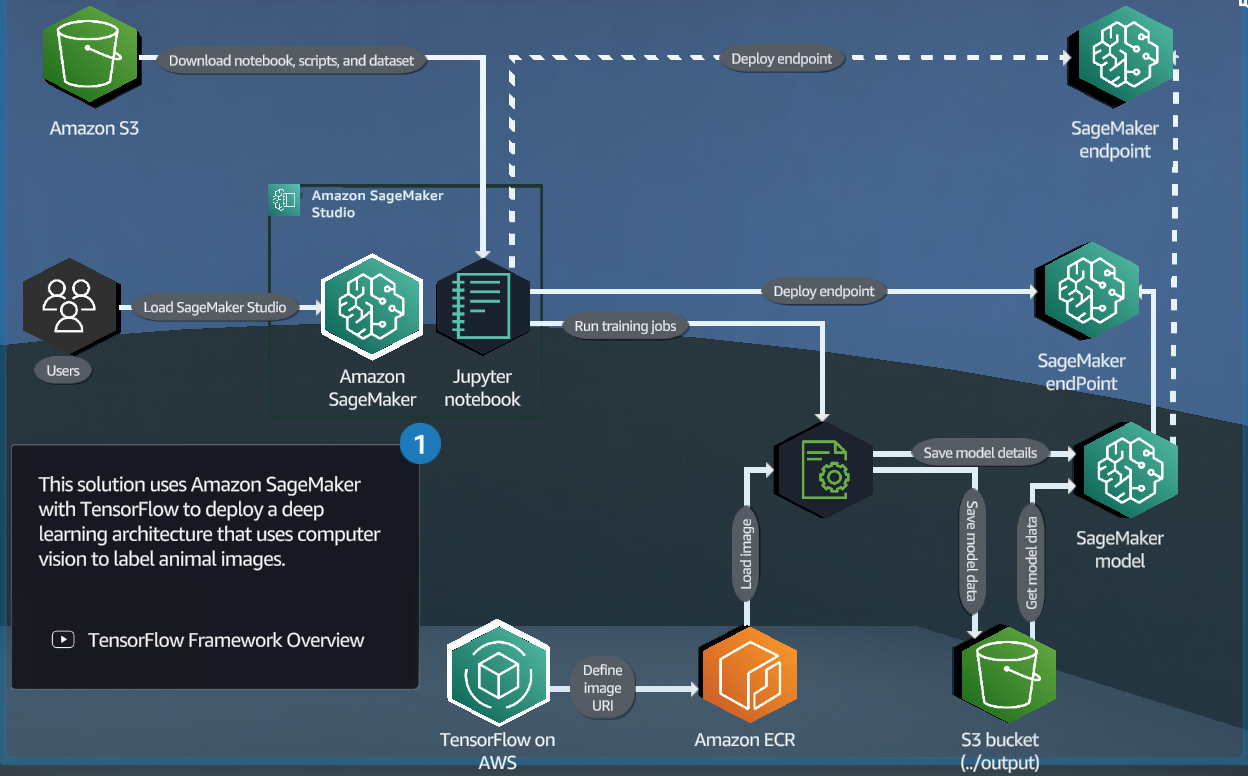 Download notebook, scripts, and dataset
Deploy endpoint
Amazon S3
SageMaker
endpoint
Amazon SageMaker
Studio
Load SageMaker Studio
Deploy endpoint
Run training jobs
Users
Amazon
SageMaker
Jupyter
notebook
SageMaker
endPoint
1
This solution uses Amazon SageMaker
with TensorFlow to deploy a deep
learning architecture that uses computer
vision to label animal images.
TensorFlow Framework Overview
Save model details
Load image
Save model data
Get model data
SageMaker
model
Define
image
URI
TensorFlow on
AWS
Amazon ECR
S3 bucket
(../output)